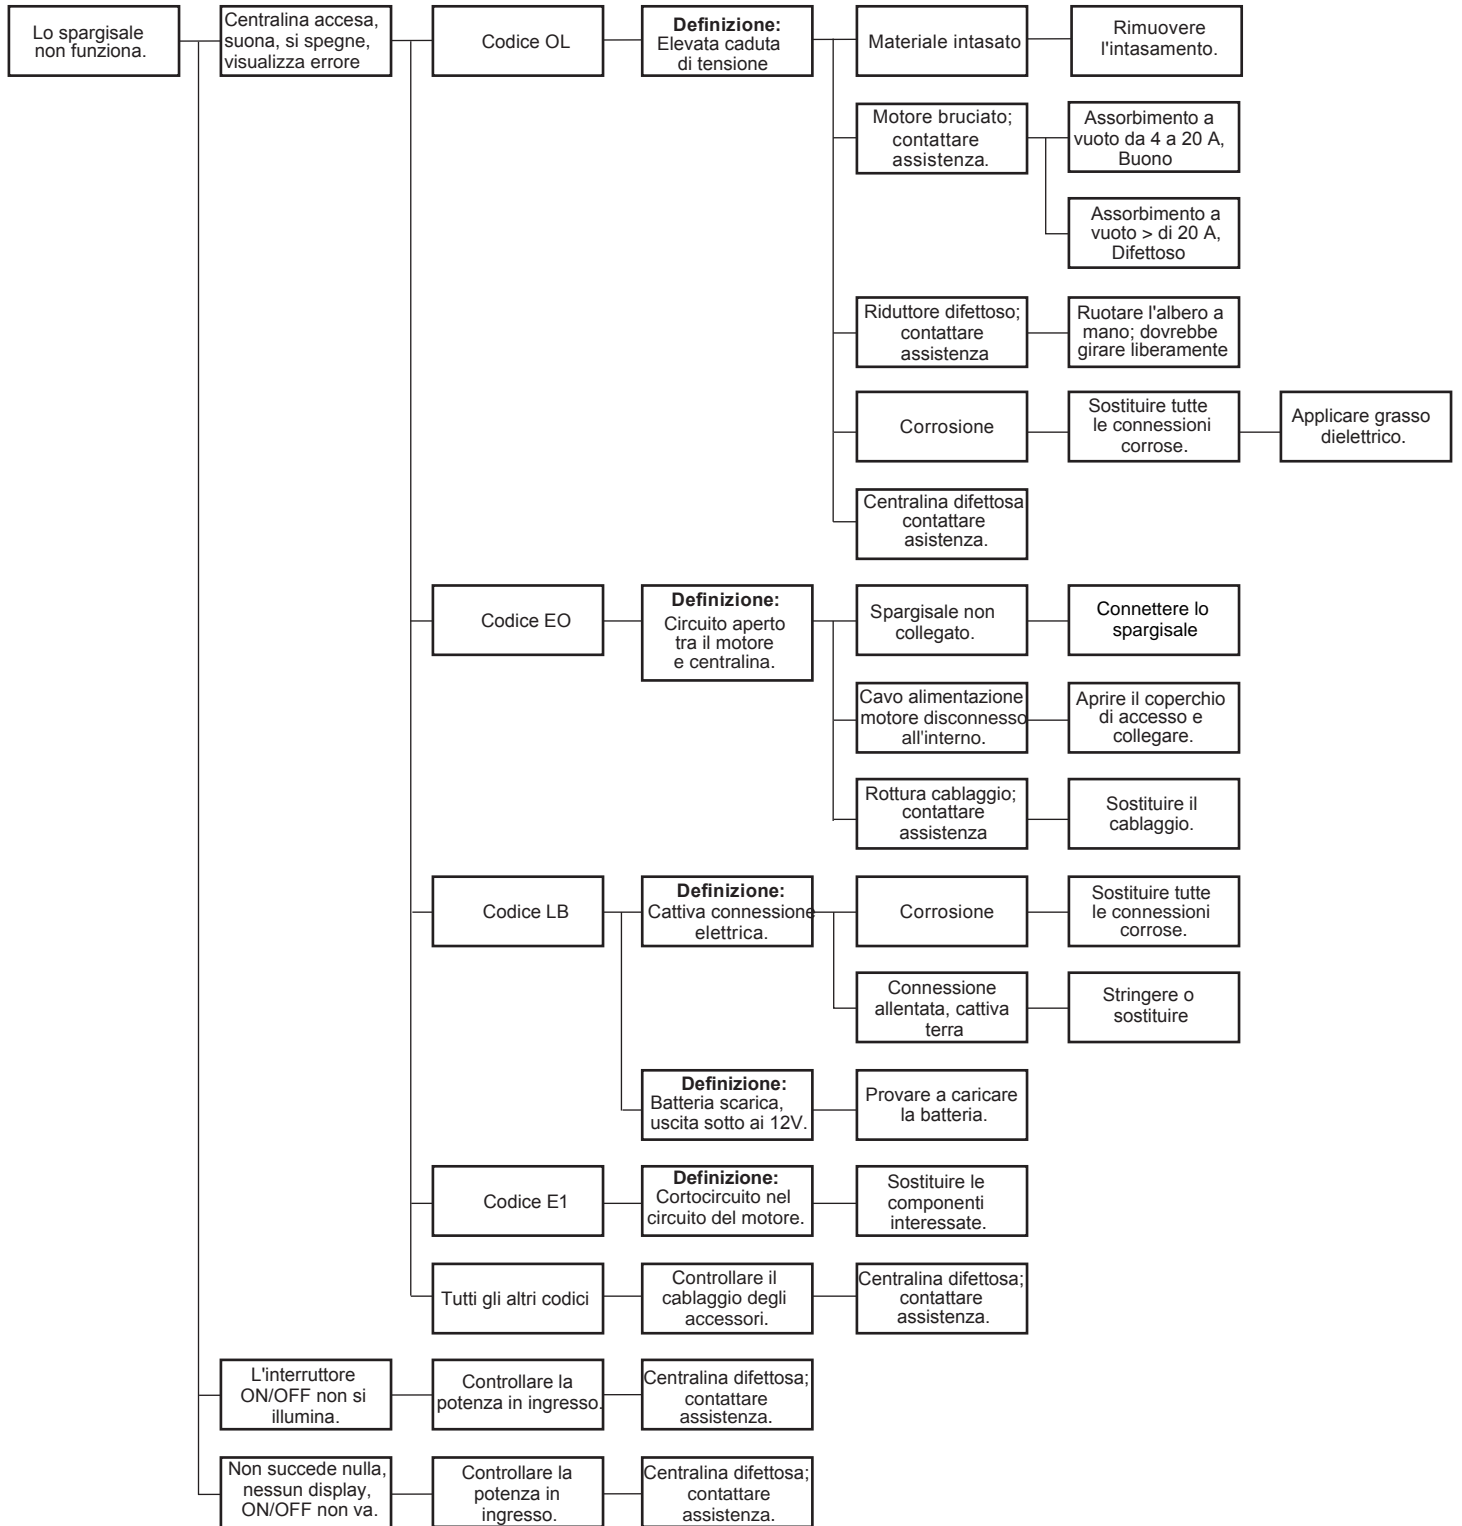 Lo spargisale
non funziona.
Centralina accesa,
suona, si spegne,
visualizza errore
Codice OL
Definizione:
Elevata caduta
di tensione
Materiale intasato
Rimuovere
l'intasamento.
Motore bruciato;
contattare
assistenza.
Assorbimento a
vuoto da 4 a 20 A,
Buono
Assorbimento a
vuoto > di 20 A,
Difettoso
Riduttore difettoso;
contattare
assistenza
Ruotare l'albero a
mano; dovrebbe
girare liberamente
Corrosione
Sostituire tutte
le connessioni
corrose.
Applicare grasso
dielettrico.
Centralina difettosa
contattare
asistenza.
Codice EO
Definizione:
Circuito aperto
tra il motore
e centralina.
Spargisale non
collegato.
Connettere lo
spargisale
Cavo alimentazione
motore disconnesso
all'interno.
Aprire il coperchio
di accesso e
collegare.
Rottura cablaggio;
contattare
assistenza
Sostituire il
cablaggio.
Codice LB
Definizione:
Cattiva connessione
elettrica.
Corrosione
Sostituire tutte
le connessioni
corrose.
Connessione
allentata, cattiva
terra
Stringere o
sostituire
Definizione:
Batteria scarica,
uscita sotto ai 12V.
Provare a caricare
la batteria.
Codice E1
Definizione:
Cortocircuito nel
circuito del motore.
Sostituire le
componenti
interessate.
Tutti gli altri codici
Controllare il
cablaggio degli
accessori.
Centralina difettosa;
contattare
assistenza.
L'interruttore
ON/OFF non si
illumina.
Controllare la
potenza in ingresso.
Centralina difettosa;
contattare
assistenza.
Non succede nulla,
nessun display,
ON/OFF non va.
Controllare la
potenza in
ingresso.
Centralina difettosa;
contattare
assistenza.